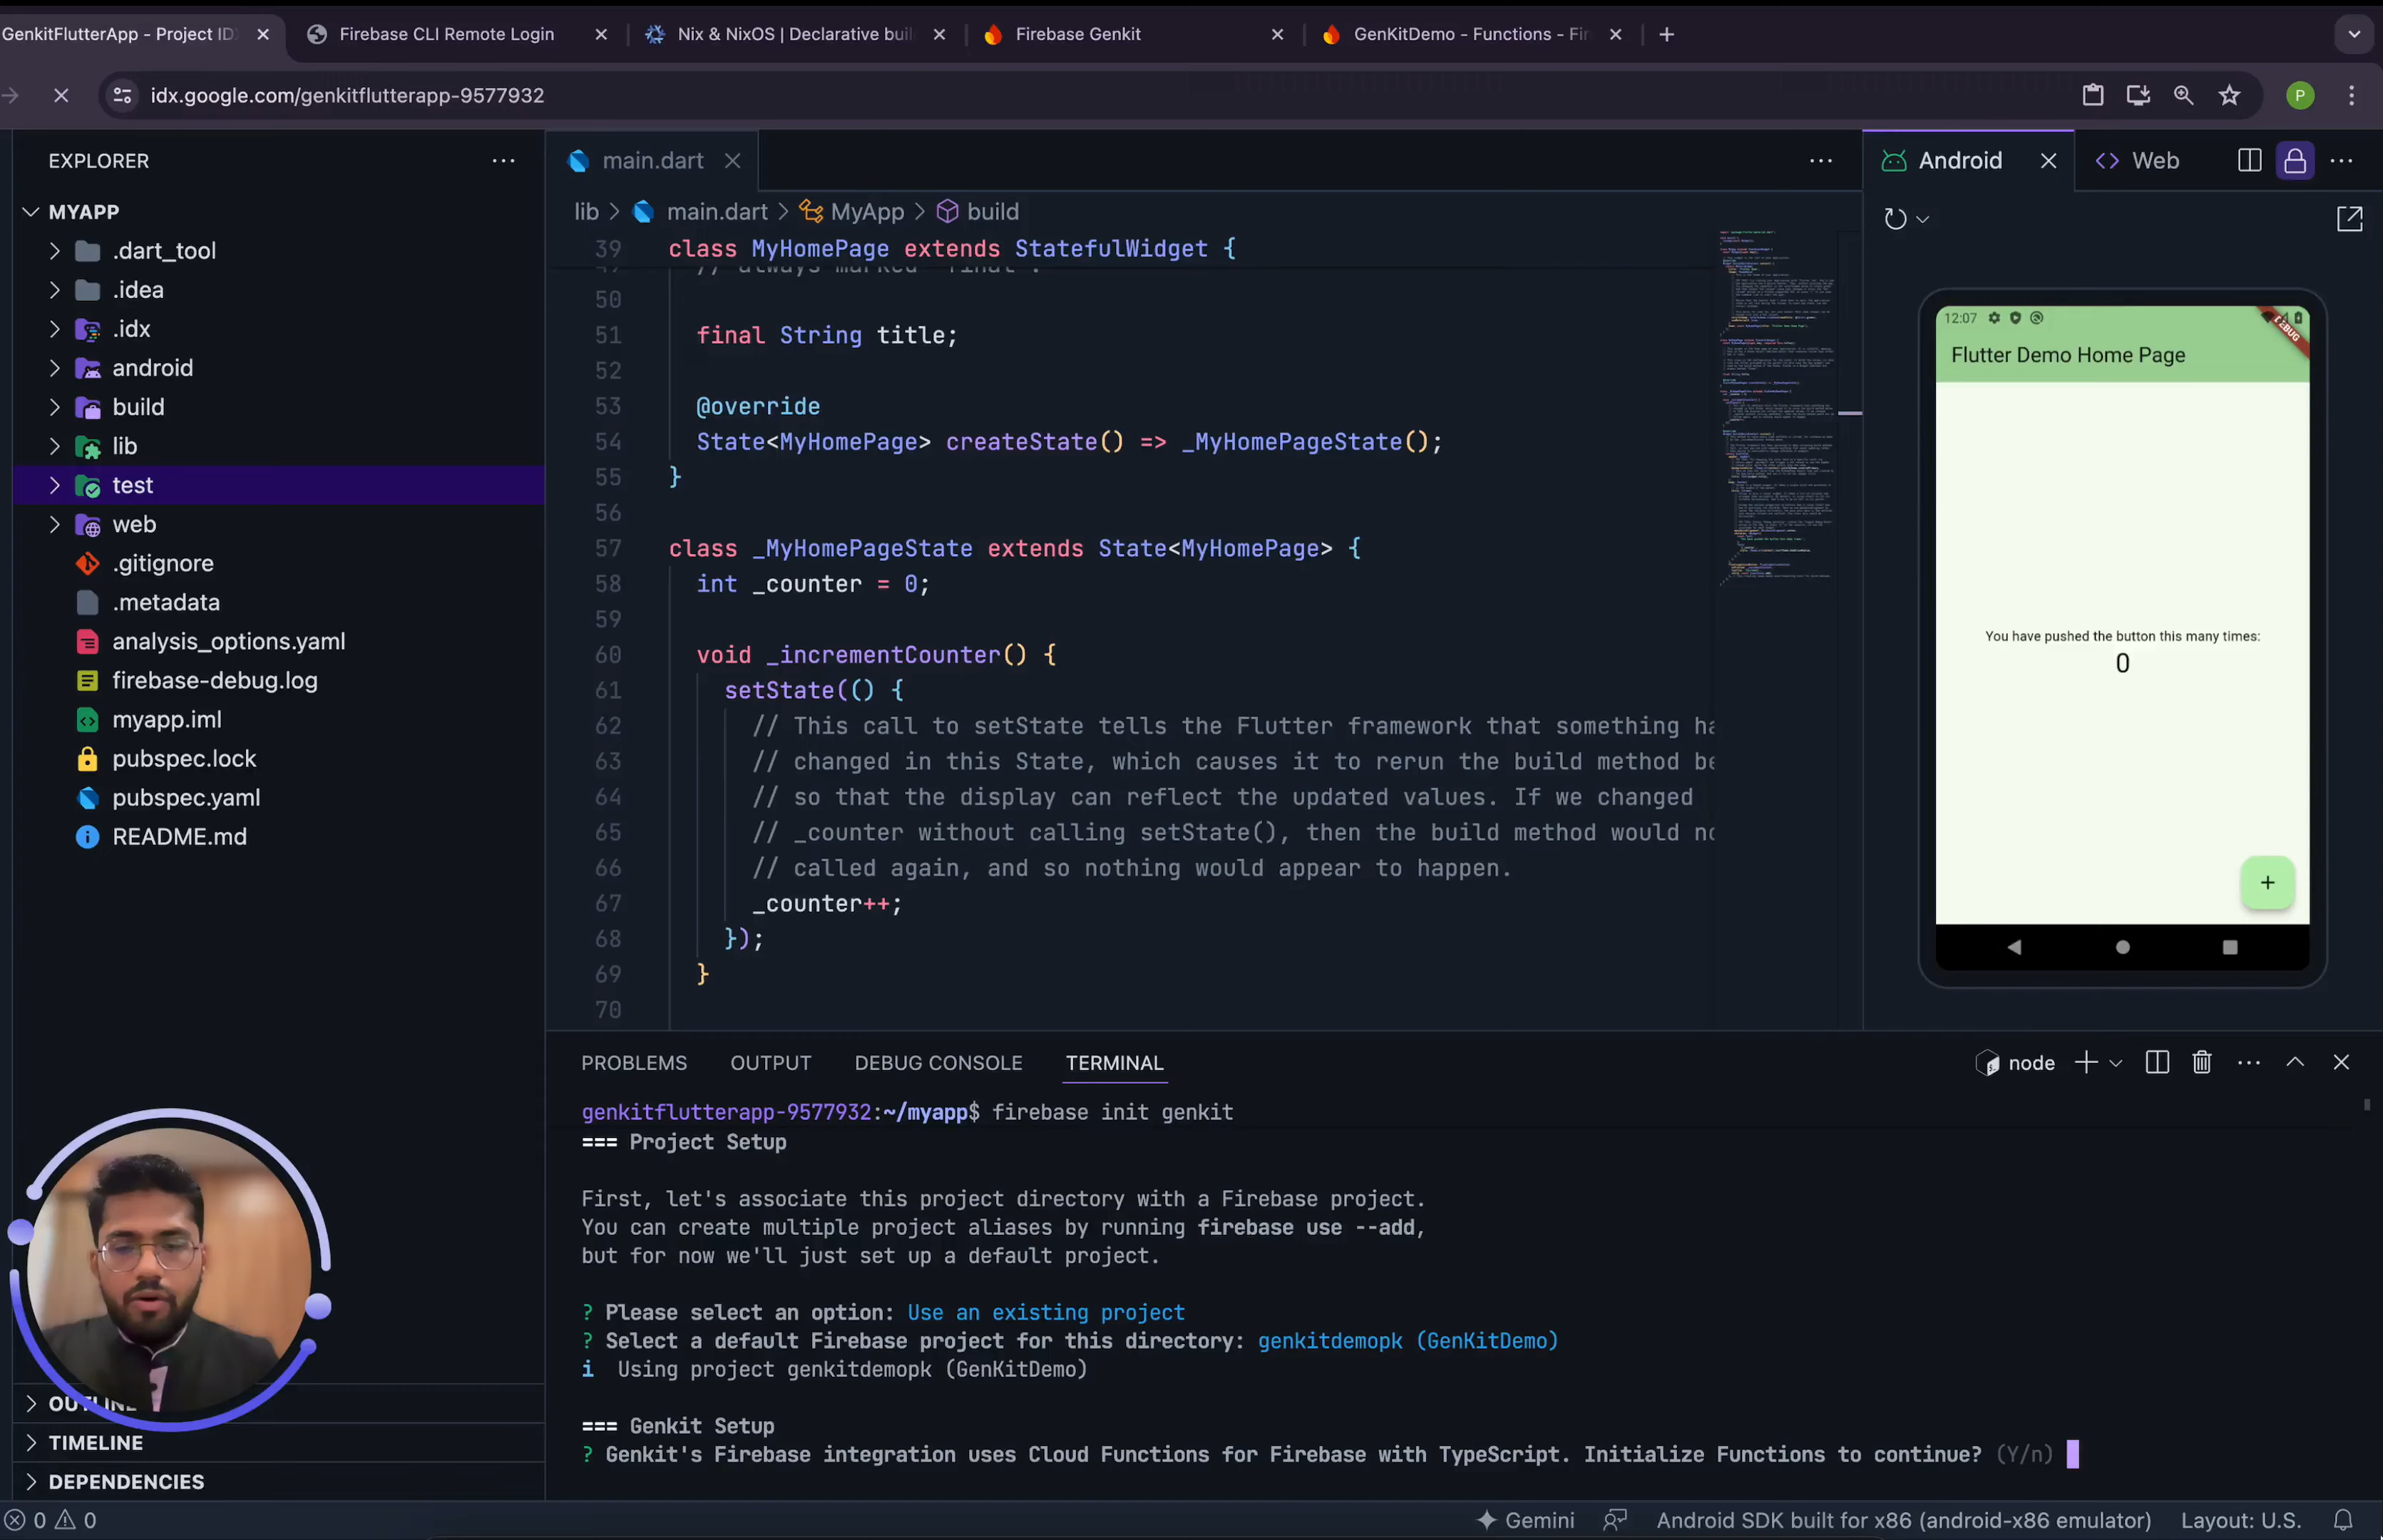 GenkitFlutterApp - Project ID
Firebase CLI Remote Login
Nix & NixOS | Declarative buil
Firebase Genkit
GenKitDemo - Functions - Fir
idx.google.com/genkitflutterapp-9577932
P
EXPLORER
MYAPP
.dart_tool
.idea
.idx
android
build
lib
test
web
.gitignore
.metadata
analysis_options.yaml
firebase-debug.log
myapp.iml
pubspec.lock
pubspec.yaml
README.md
OUTLINE
TIMELINE
DEPENDENCIES
main.dart
lib > main.dart > MyApp > build
39 class MyHomePage extends StatefulWidget {
// always marked "final".
50
51 final String title;
52
53 @override
54 State<MyHomePage> createState() => _MyHomePageState();
55 }
56
57 class _MyHomePageState extends State<MyHomePage> {
58 int _counter = 0;
59
60 void _incrementCounter() {
61 setState(() {
62 // This call to setState tells the Flutter framework that something ha
63 // changed in this State, which causes it to rerun the build method be
64 // so that the display can reflect the updated values. If we changed
65 // _counter without calling setState(), then the build method would no
66 // called again, and so nothing would appear to happen.
67 _counter++;
68 });
69 }
70
Android
Web
12:07
DEBUG
Flutter Demo Home Page
You have pushed the button this many times:
0
+
PROBLEMS OUTPUT DEBUG CONSOLE TERMINAL
node
genkitflutterapp-9577932:~/myapp$ firebase init genkit
=== Project Setup
First, let's associate this project directory with a Firebase project.
You can create multiple project aliases by running firebase use --add,
but for now we'll just set up a default project.
? Please select an option: Use an existing project
? Select a default Firebase project for this directory: genkitdemopk (GenKitDemo)
i Using project genkitdemopk (GenKitDemo)
=== Genkit Setup
? Genkit's Firebase integration uses Cloud Functions for Firebase with TypeScript. Initialize Functions to continue? (Y/n)
0 0
Gemini
Android SDK built for x86 (android-x86 emulator)
Layout: U.S.